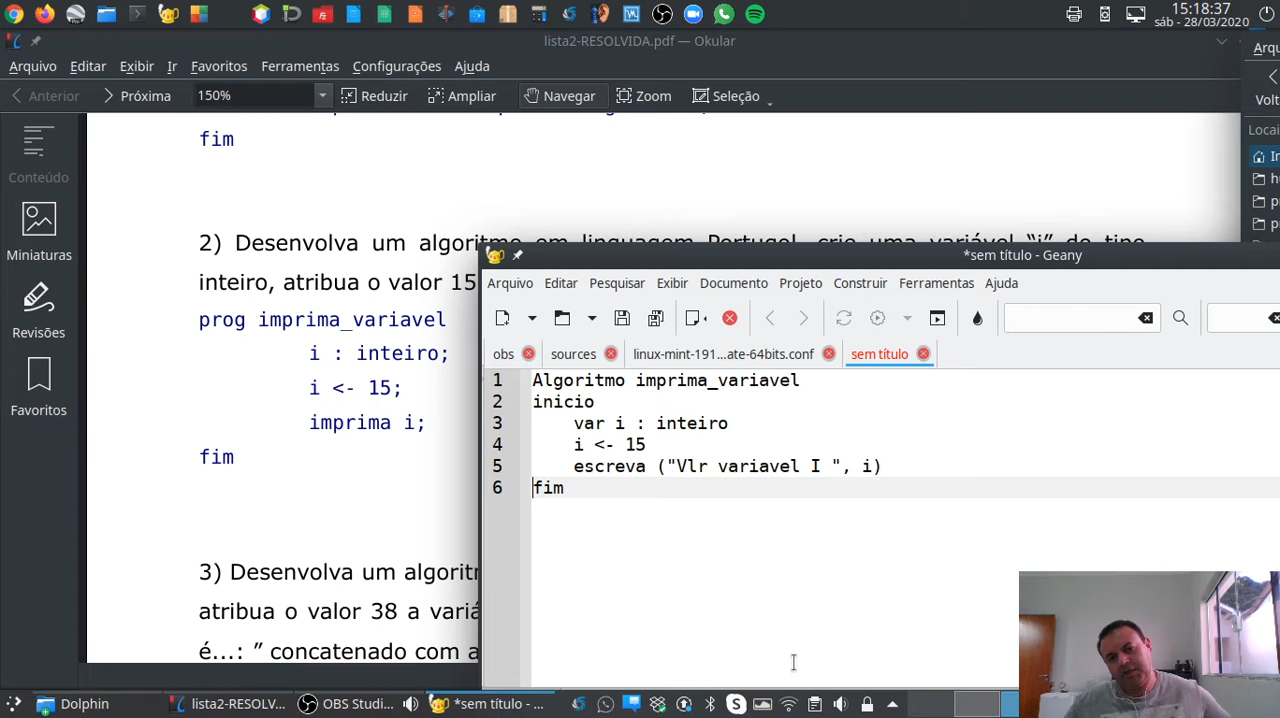 15:18:37
sáb - 28/03/2020
lista2-RESOLVIDA.pdf — Okular
Arquivo Editar Exibir Ir Favoritos Ferramentas Configurações Ajuda
Anterior Próxima 150% Reduzir Ampliar Navegar Zoom Seleção
Conteúdo
Miniaturas
Revisões
Favoritos
fim
2) Desenvolva um algoritmo em linguagem Portugol, crie uma variável “i” do tipo
inteiro, atribua o valor 15
prog imprima_variavel
i : inteiro;
i <- 15;
imprima i;
fim
3) Desenvolva um
atribua o valor 38 a
é...: ” concatenado com
*sem título - Geany
Arquivo Editar Pesquisar Exibir Documento Projeto Construir Ferramentas Ajuda
obs sources linux-mint-191...ate-64bits.conf sem título
1 Algoritmo imprima_variavel
2 inicio
3 var i : inteiro
4 i <- 15
5 escreva ("Vlr variavel I ", i)
6 fim
Dolphin lista2-RESOLV... OBS Studi... *sem título - ...